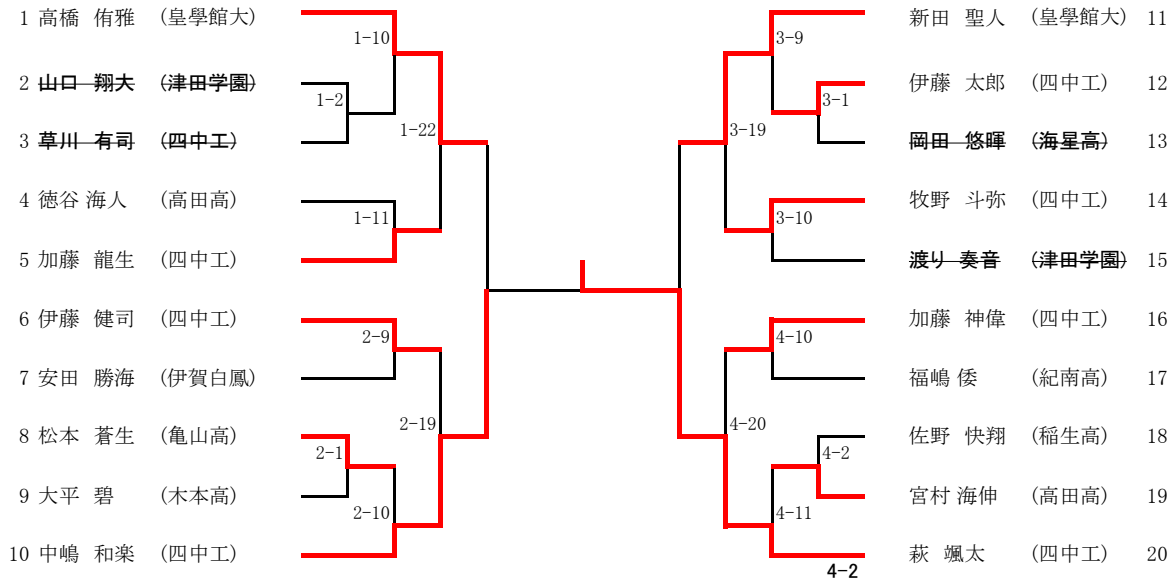 1 高橋 侑雅 (皇學館大)
2 山口 翔大 (津田学園)
3 草川 有司 (四中工)
4 徳谷 海人 (高田高)
5 加藤 龍生 (四中工)
6 伊藤 健司 (四中工)
7 安田 勝海 (伊賀白鳳)
8 松本 蒼生 (亀山高)
9 大平 碧 (木本高)
10 中嶋 和楽 (四中工)
1-10
1-2
1-22
1-11
2-9
2-19
2-1
2-10
3-9
3-1
3-19
3-10
4-10
4-20
4-2
4-11
新田 聖人 (皇學館大) 11
伊藤 太郎 (四中工) 12
岡田 悠暉 (海星高) 13
牧野 斗弥 (四中工) 14
渡り 奏音 (津田学園) 15
加藤 神偉 (四中工) 16
福嶋 倭 (紀南高) 17
佐野 快翔 (稲生高) 18
宮村 海伸 (高田高) 19
萩 颯太 (四中工) 20
4-2